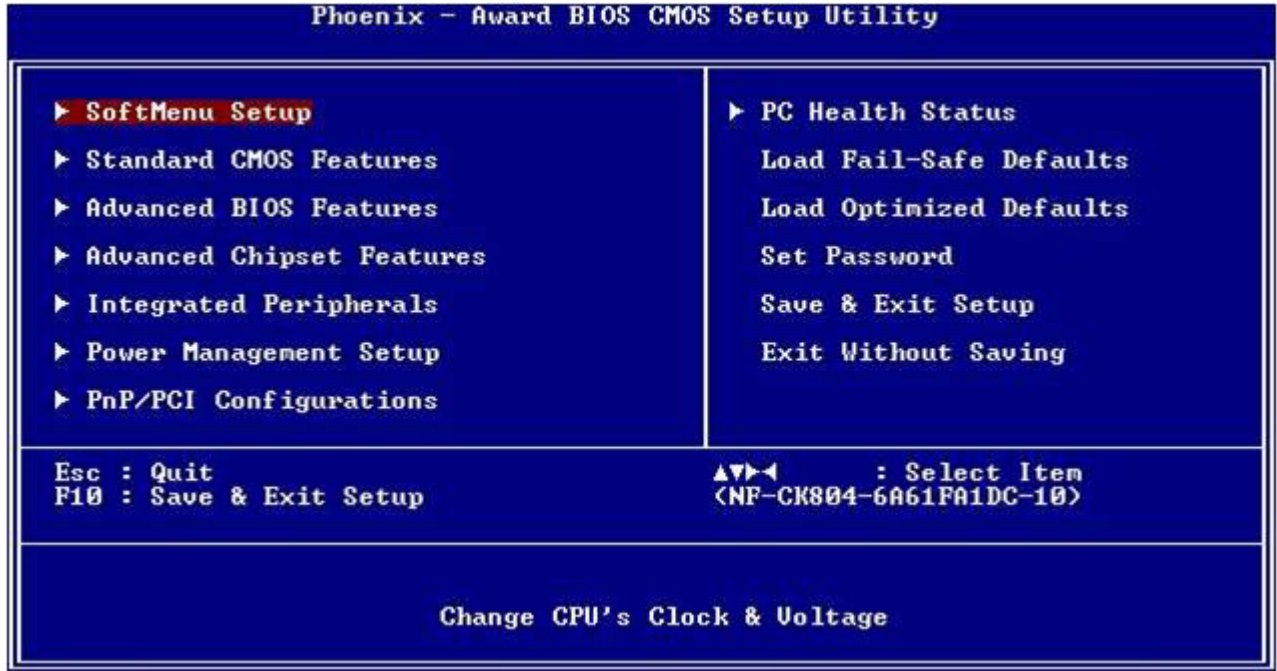 Phoenix - Award BIOS CMOS Setup Utility
SoftMenu Setup
Standard CMOS Features
Advanced BIOS Features
Advanced Chipset Features
Integrated Peripherals
Power Management Setup
PnP/PCI Configurations
PC Health Status
Load Fail-Safe Defaults
Load Optimized Defaults
Set Password
Save & Exit Setup
Exit Without Saving
Esc : Quit
F10 : Save & Exit Setup
: Select Item
(NF-CK804-6A61FA1DC-10)
Change CPU's Clock & Voltage